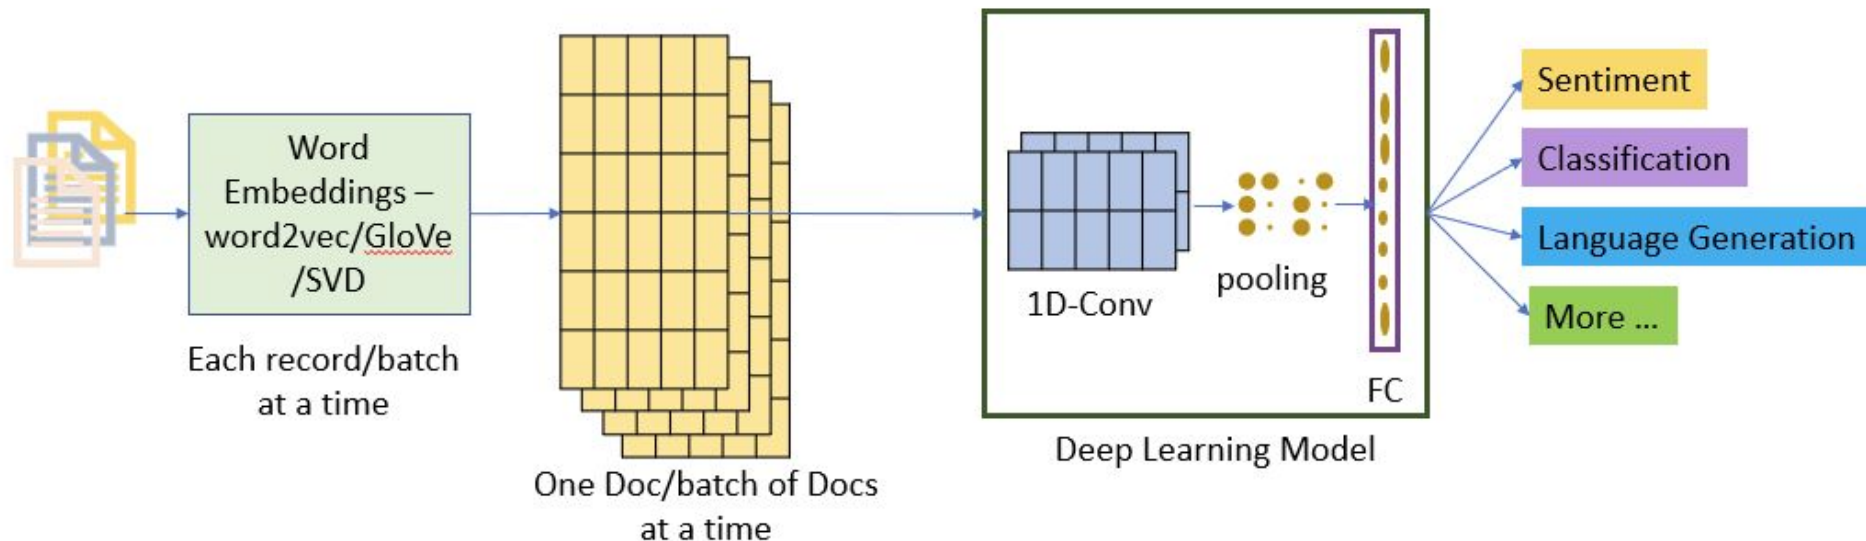 Word
Embeddings –
word2vec/GloVe
/SVD
Each record/batch
at a time
One Doc/batch of Docs
at a time
1D-Conv
pooling
FC
Deep Learning Model
Sentiment
Classification
Language Generation
More ...